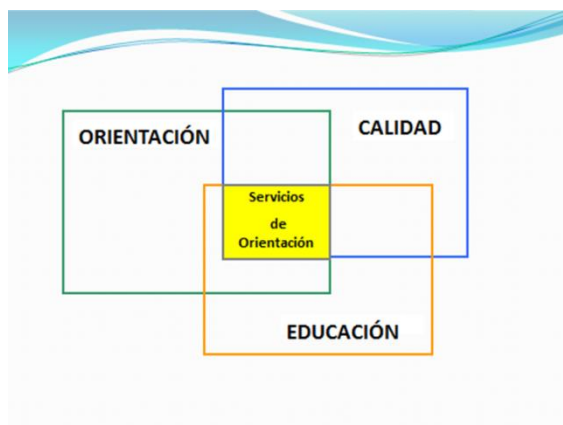 ORIENTACIÓN
CALIDAD
Servicios
de
Orientación
EDUCACIÓN